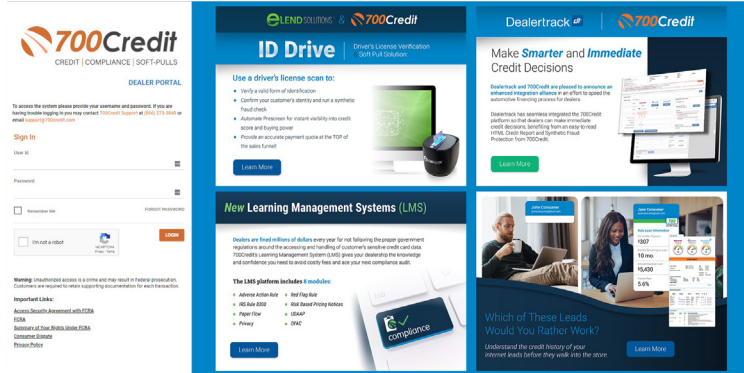 700Credit
CREDIT | COMPLIANCE | SOFT-PULLS
DEALER PORTAL
To access the system please provide your username and password. If you are
having trouble logging in you may contact 700Credit Support at (866) 273-3848 or
email support@700credit.com
Sign In
User Id
Password
Remember Me
FORGOT PASSWORD
I'm not a robot
reCAPTCHA
Privacy - Terms
LOGIN
Warning: Unauthorized access is a crime and may result in Federal prosecution.
Customers are required to retain supporting documentation for each transaction.
Important Links:
Access Security Agreement with FCRA
FCRA
Summary of Your Rights Under FCRA
Consumer Dispute
Privacy Policy
ELEND SOLUTIONS & 700Credit
ID Drive
Driver's License Verification
Soft Pull Solution
Use a driver's license scan to:
Verify a valid form of identification
Confirm your customer's identity and run a synthetic
fraud check
Automate Prescreen for instant visibility into credit
score and buying power
Provide an accurate payment quote at the TOP of
the sales funnel!
Learn More
Dealertrack dt 700Credit
Make Smarter and Immediate
Credit Decisions
Dealertrack and 700Credit are pleased to announce an
enhanced integration alliance in an effort to speed the
automotive financing process for dealers.
Dealertrack has seamlessly integrated the 700Credit
platform so that dealers can make immediate
credit decisions, benefiting from an easy-to-read
HTML Credit Report and Synthetic Fraud
Protection from 700Credit.
Learn More
New Learning Management Systems (LMS)
Dealers are fined millions of dollars every year for not following the proper government
regulations around the accessing and handling of customer's sensitive credit card data.
700Credit's Learning Management System (LMS) gives your dealership the knowledge
and confidence you need to avoid costly fines and ace your next compliance audit.
The LMS platform includes 8 modules:
Adverse Action Rule
Red Flag Rule
IRS Rule 8300
Risk Based Pricing Notices
Paper Flow
UDAAP
Privacy
OFAC
compliance
Learn More
Jane Consumer
Jane Consumer
$307
10 mo.
$5,430
5.6%
Which of These Leads
Would You Rather Work?
Understand the credit history of your
internet leads before they walk into the store.
Learn More